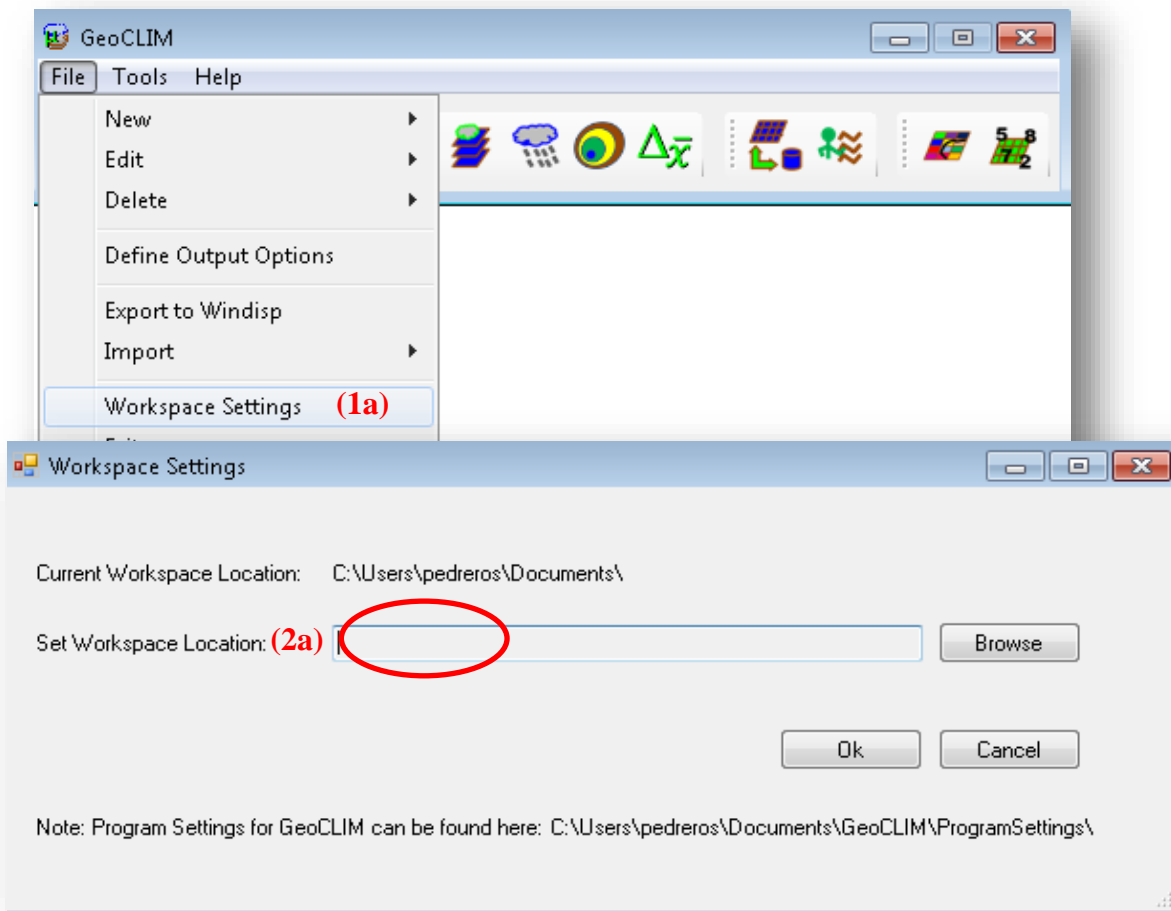 GeoCLIM
File Tools Help
New
Edit
Delete
Define Output Options
Export to Windisp
Import
Workspace Settings (1a)
Workspace Settings
Current Workspace Location: C:\Users\pedreros\Documents\
Set Workspace Location: (2a)
Browse
Ok Cancel
Note: Program Settings for GeoCLIM can be found here: C:\Users\pedreros\Documents\GeoCLIM\ProgramSettings\